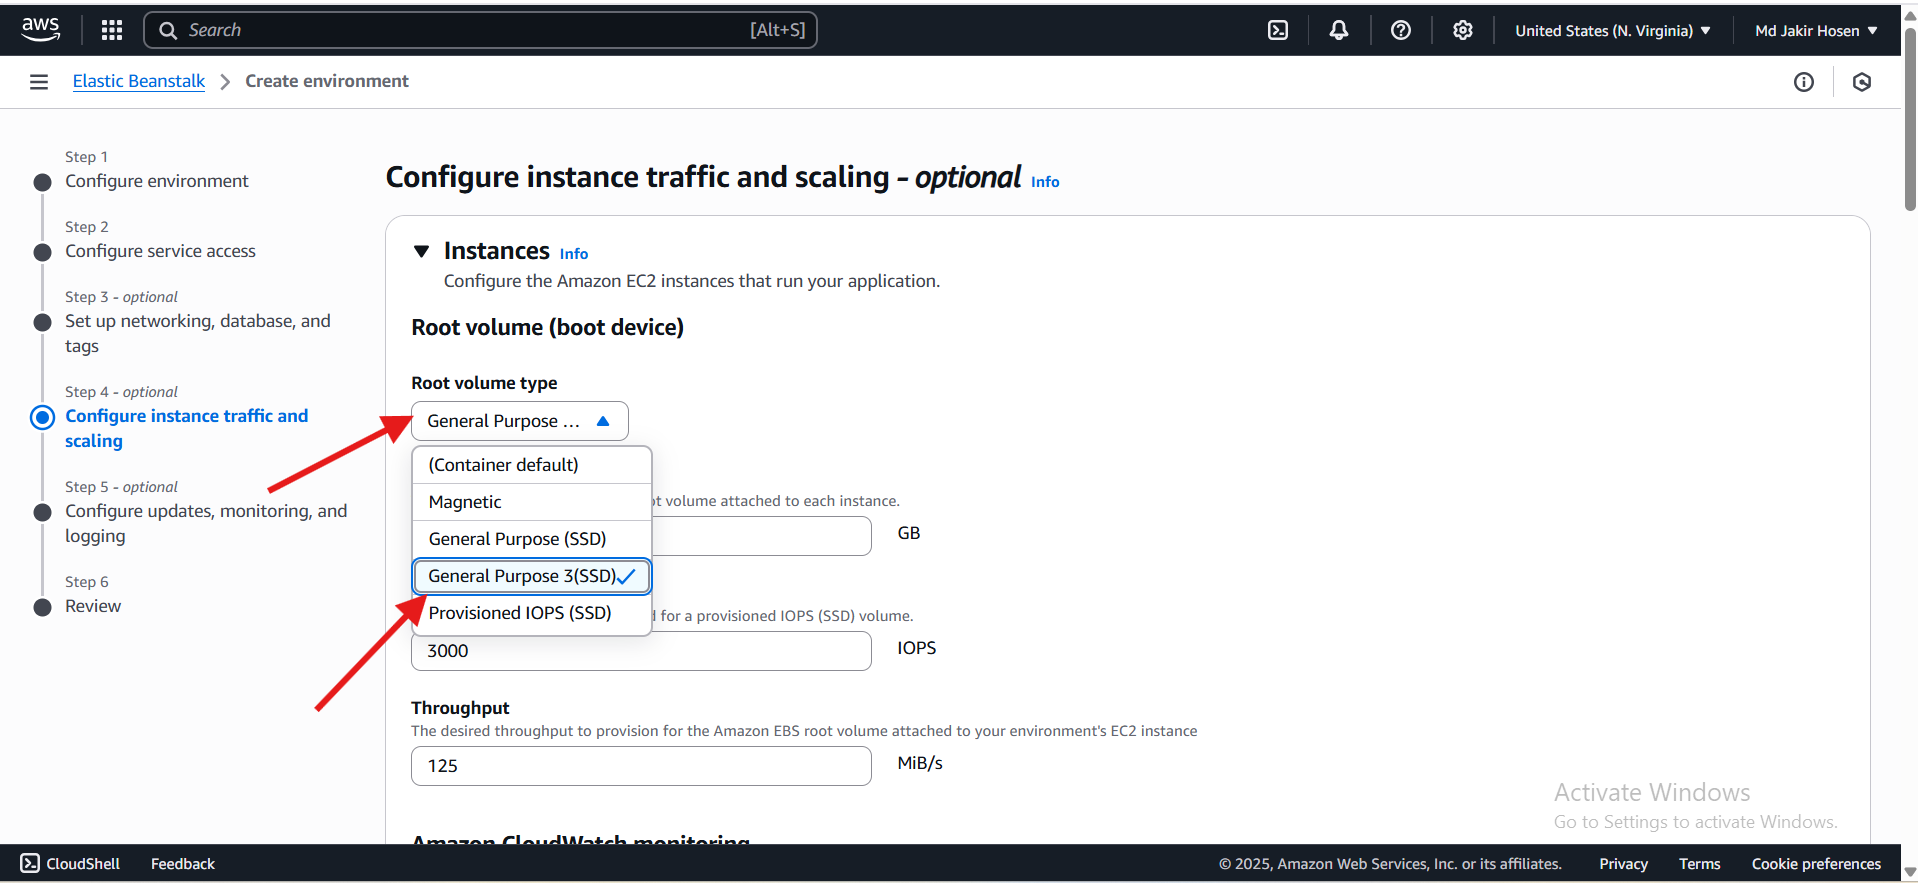 aws
Search
[Alt+S]
United States (N. Virginia)
Md Jakir Hosen
Elastic Beanstalk
Create environment
Step 1
Configure environment
Step 2
Configure service access
Step 3 - optional
Set up networking, database, and
tags
Step 4 - optional
Configure instance traffic and
scaling
Step 5 - optional
Configure updates, monitoring, and
logging
Step 6
Review
Configure instance traffic and scaling - optional Info
Instances Info
Configure the Amazon EC2 instances that run your application.
Root volume (boot device)
Root volume type
General Purpose ...
(Container default)
Magnetic
General Purpose (SSD)
General Purpose 3(SSD)
Provisioned IOPS (SSD)
volume attached to each instance.
GB
for a provisioned IOPS (SSD) volume.
3000
IOPS
Throughput
The desired throughput to provision for the Amazon EBS root volume attached to your environment's EC2 instance
125
MiB/s
Amazon CloudWatch monitoring
Activate Windows
Go to Settings to activate Windows.
CloudShell
Feedback
© 2025, Amazon Web Services, Inc. or its affiliates.
Privacy
Terms
Cookie preferences